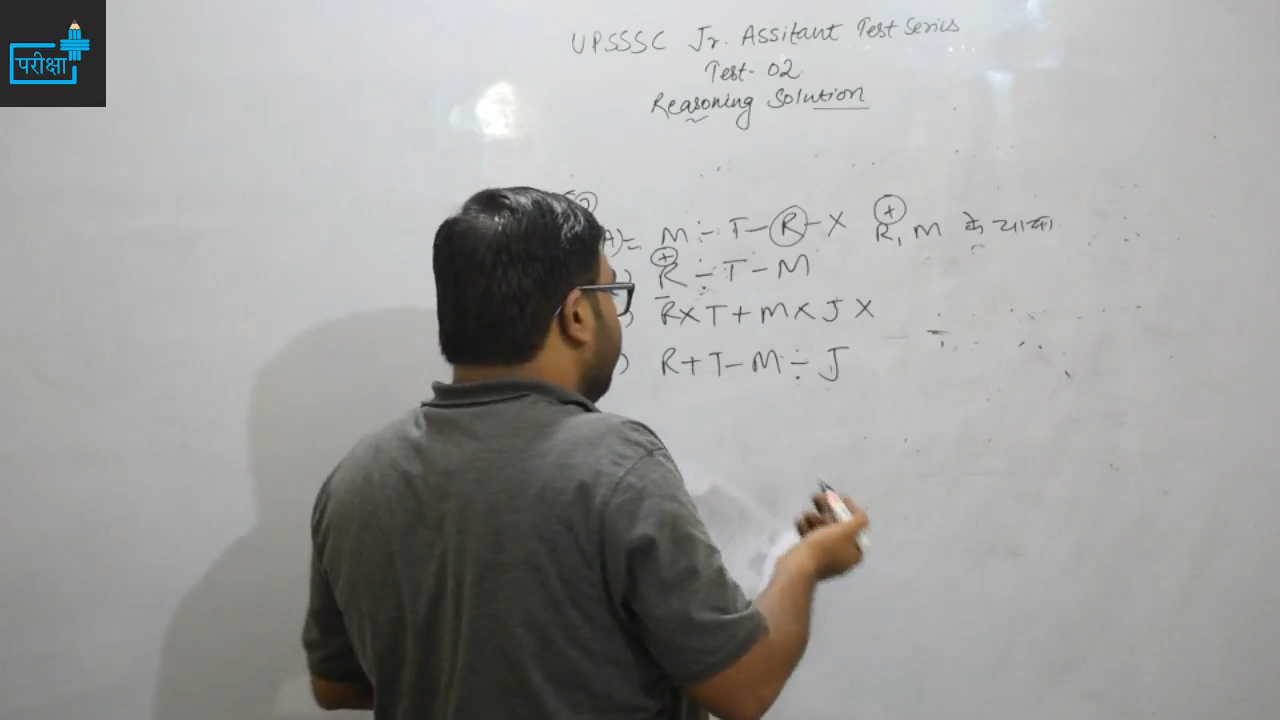 परीक्षा
UPSSSC Jr. Assitant Test Series
Test- 02
Reasoning Solution
A)= M ÷ T - R - X R, M के चाचा
+
) R ÷ T - M
+
) R × T + M × J ×
) R + T - M ÷ J